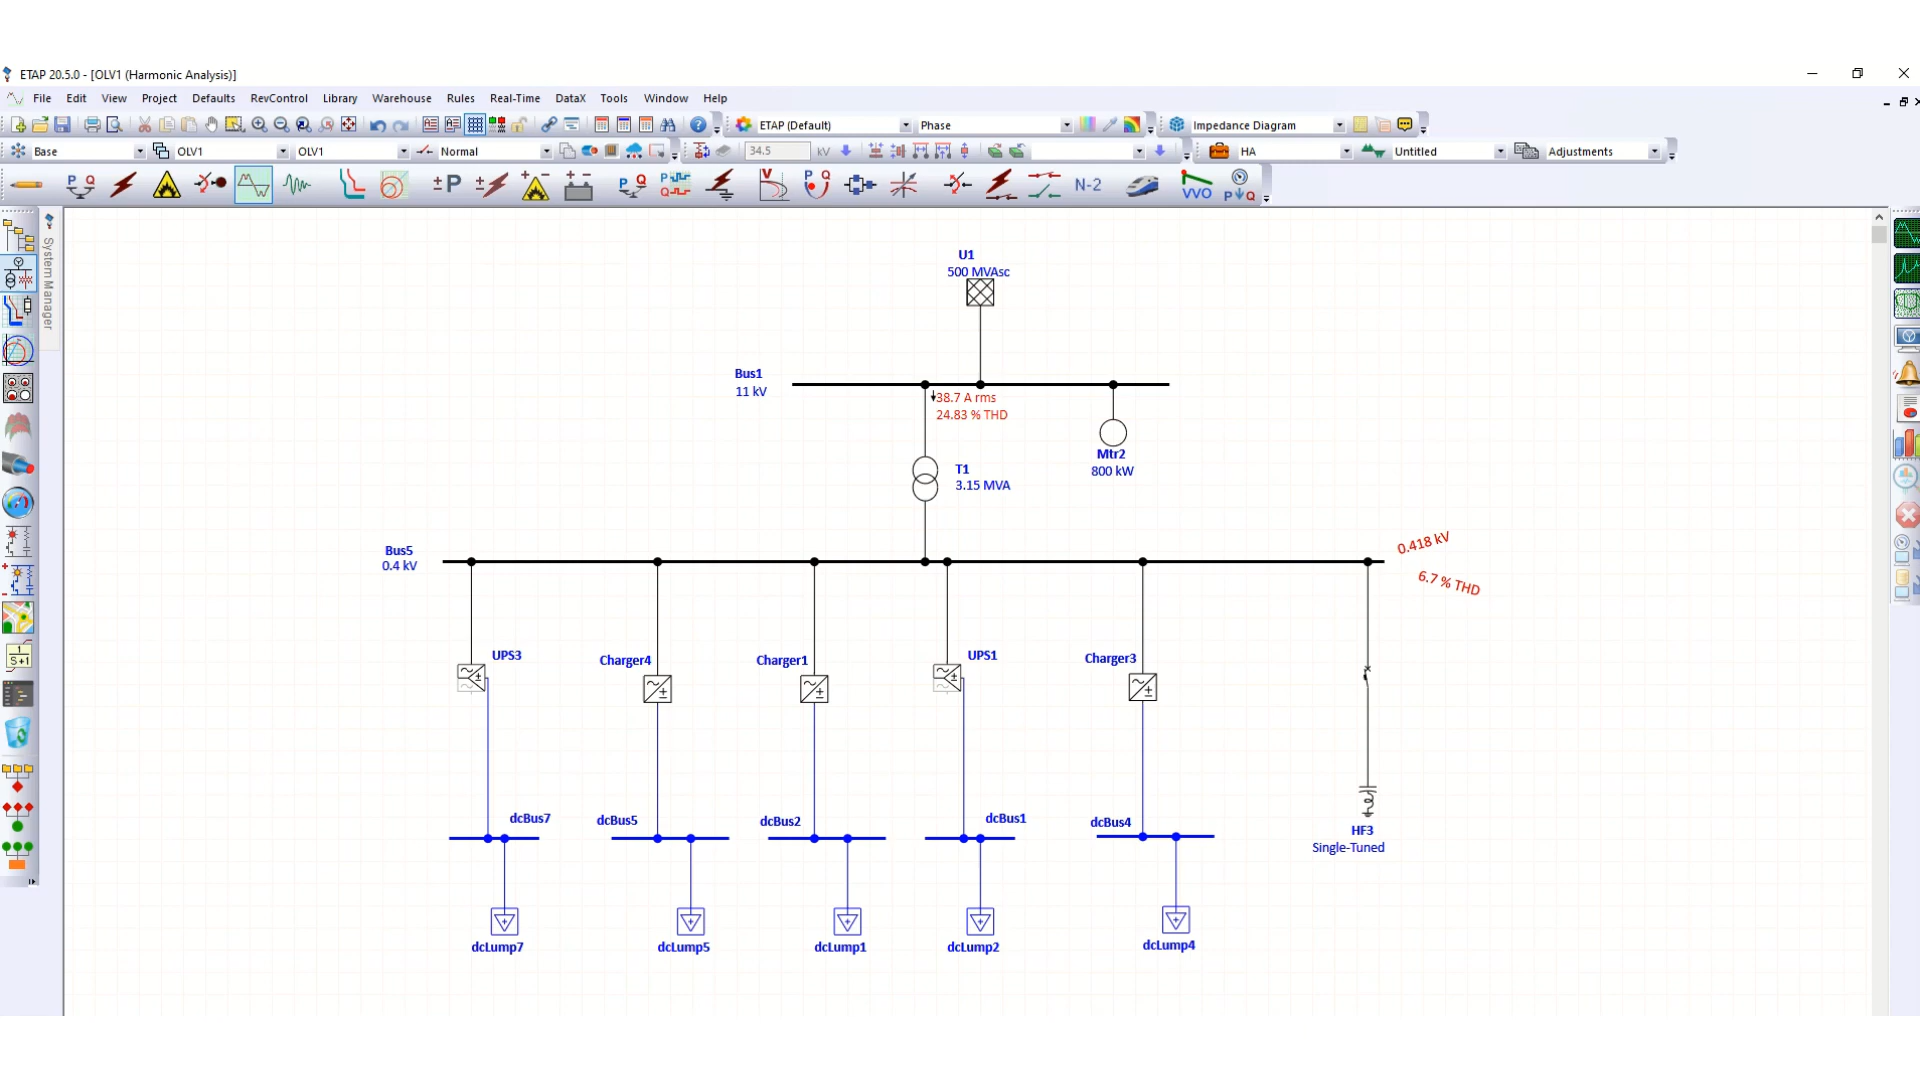 ETAP 20.5.0 - [OLV1 (Harmonic Analysis)]
File Edit View Project Defaults RevControl Library Warehouse Rules Real-Time DataX Tools Window Help
ETAP (Default) Phase Impedance Diagram
Base OLV1 OLV1 Normal 34.5 kV HA Untitled Adjustments
P Q ± P P Q P Q V P Q N-2 VVO P Q
System Manager
1
S+1
U1
500 MVAsc
Bus1
11 kV
38.7 A rms
24.83 % THD
Mtr2
800 kW
T1
3.15 MVA
Bus5
0.4 kV
0.418 kV
6.7 % THD
UPS3
Charger4
Charger1
UPS1
Charger3
dcBus7
dcBus5
dcBus2
dcBus1
dcBus4
HF3
Single-Tuned
dcLump7
dcLump5
dcLump1
dcLump2
dcLump4